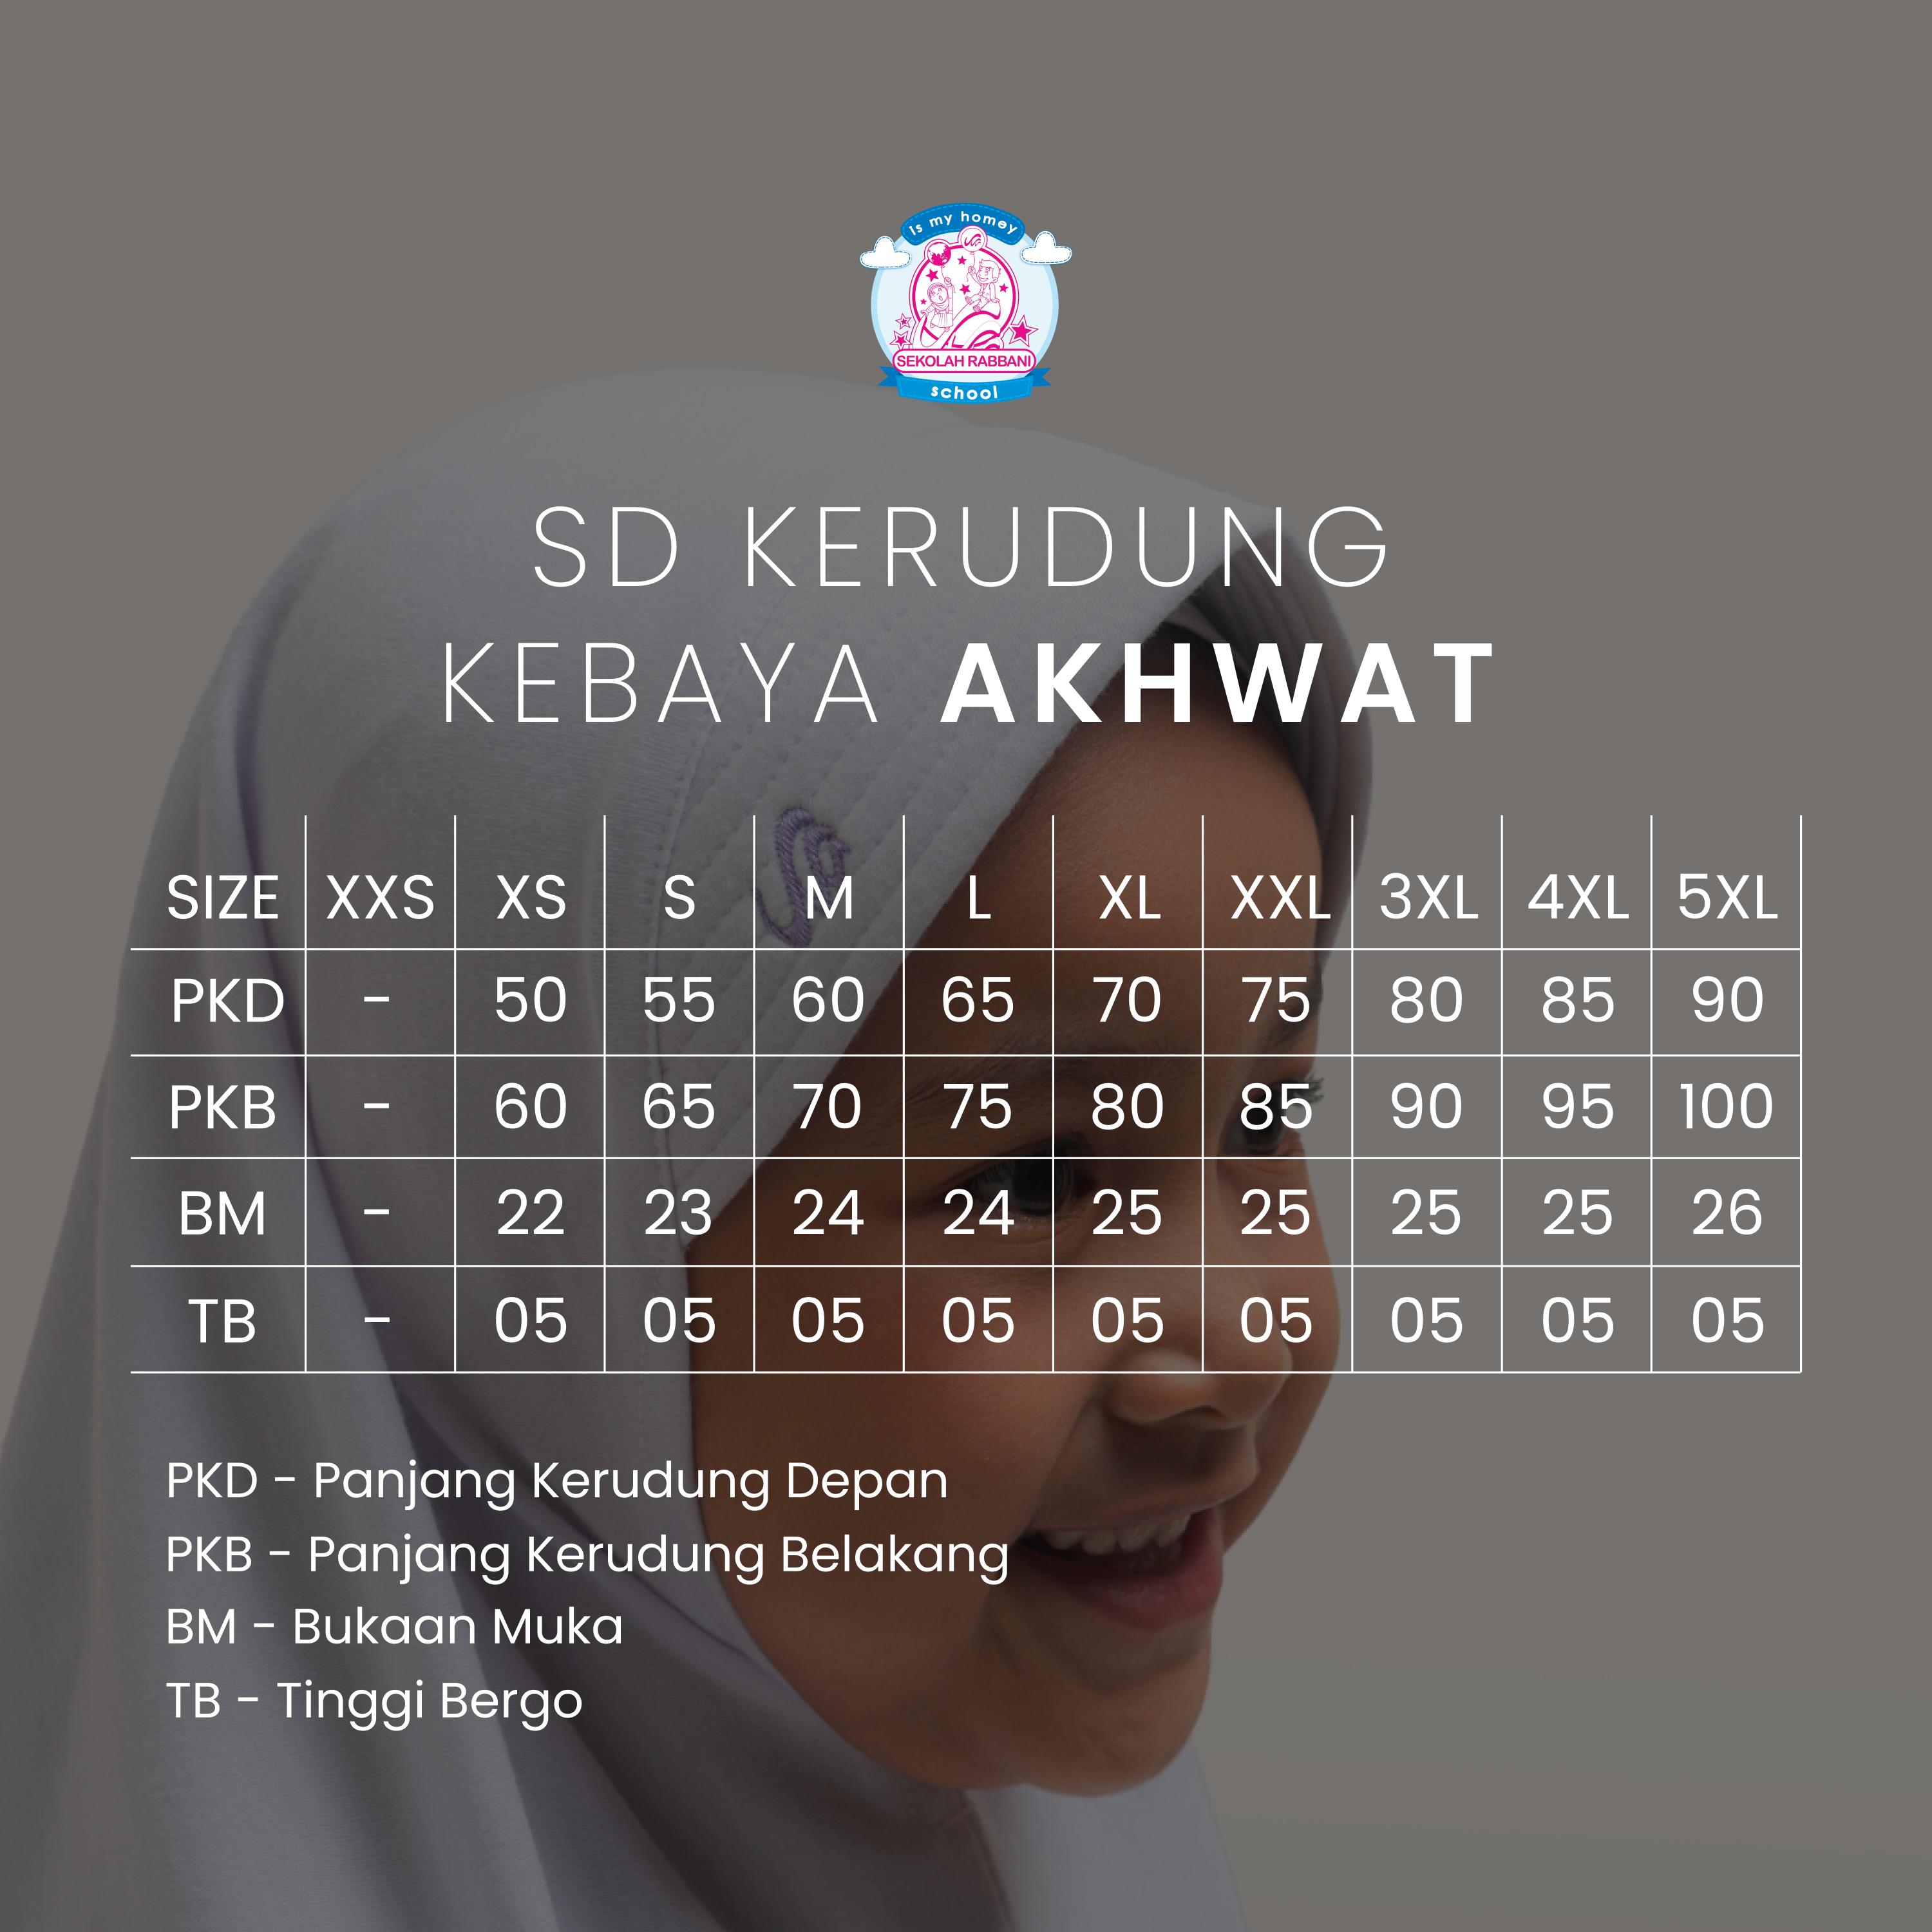 is my homey
SEKOLAH RABBANI
school
SD KERUDUNG
KEBAYA AKHWAT
SIZE XXS XS S M L XL XXL 3XL 4XL 5XL
PKD - 50 55 60 65 70 75 80 85 90
PKB - 60 65 70 75 80 85 90 95 100
BM - 22 23 24 24 25 25 25 25 26
TB - 05 05 05 05 05 05 05 05 05
PKD - Panjang Kerudung Depan
PKB - Panjang Kerudung Belakang
BM - Bukaan Muka
TB - Tinggi Bergo